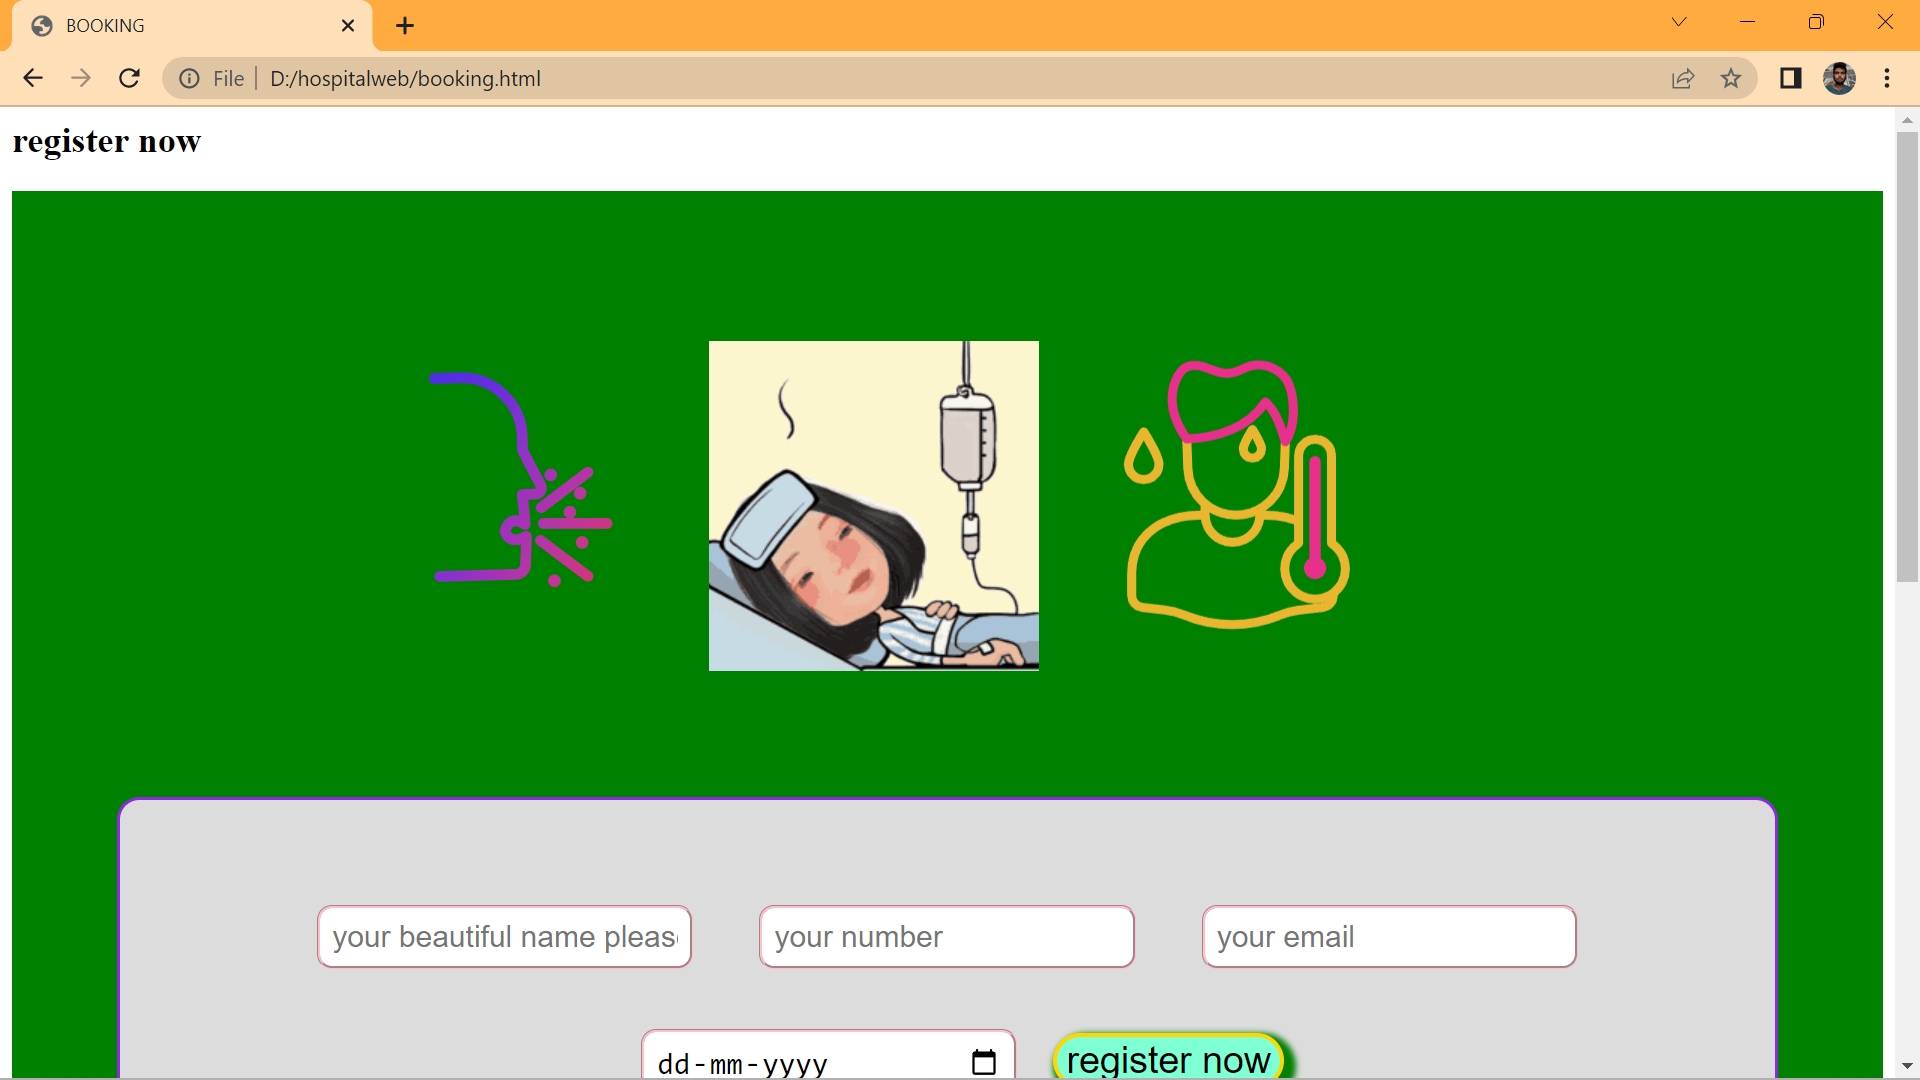 BOOKING
File D:/hospitalweb/booking.html
register now
your beautiful name pleas
your number
your email
dd-mm-yyyy
register now